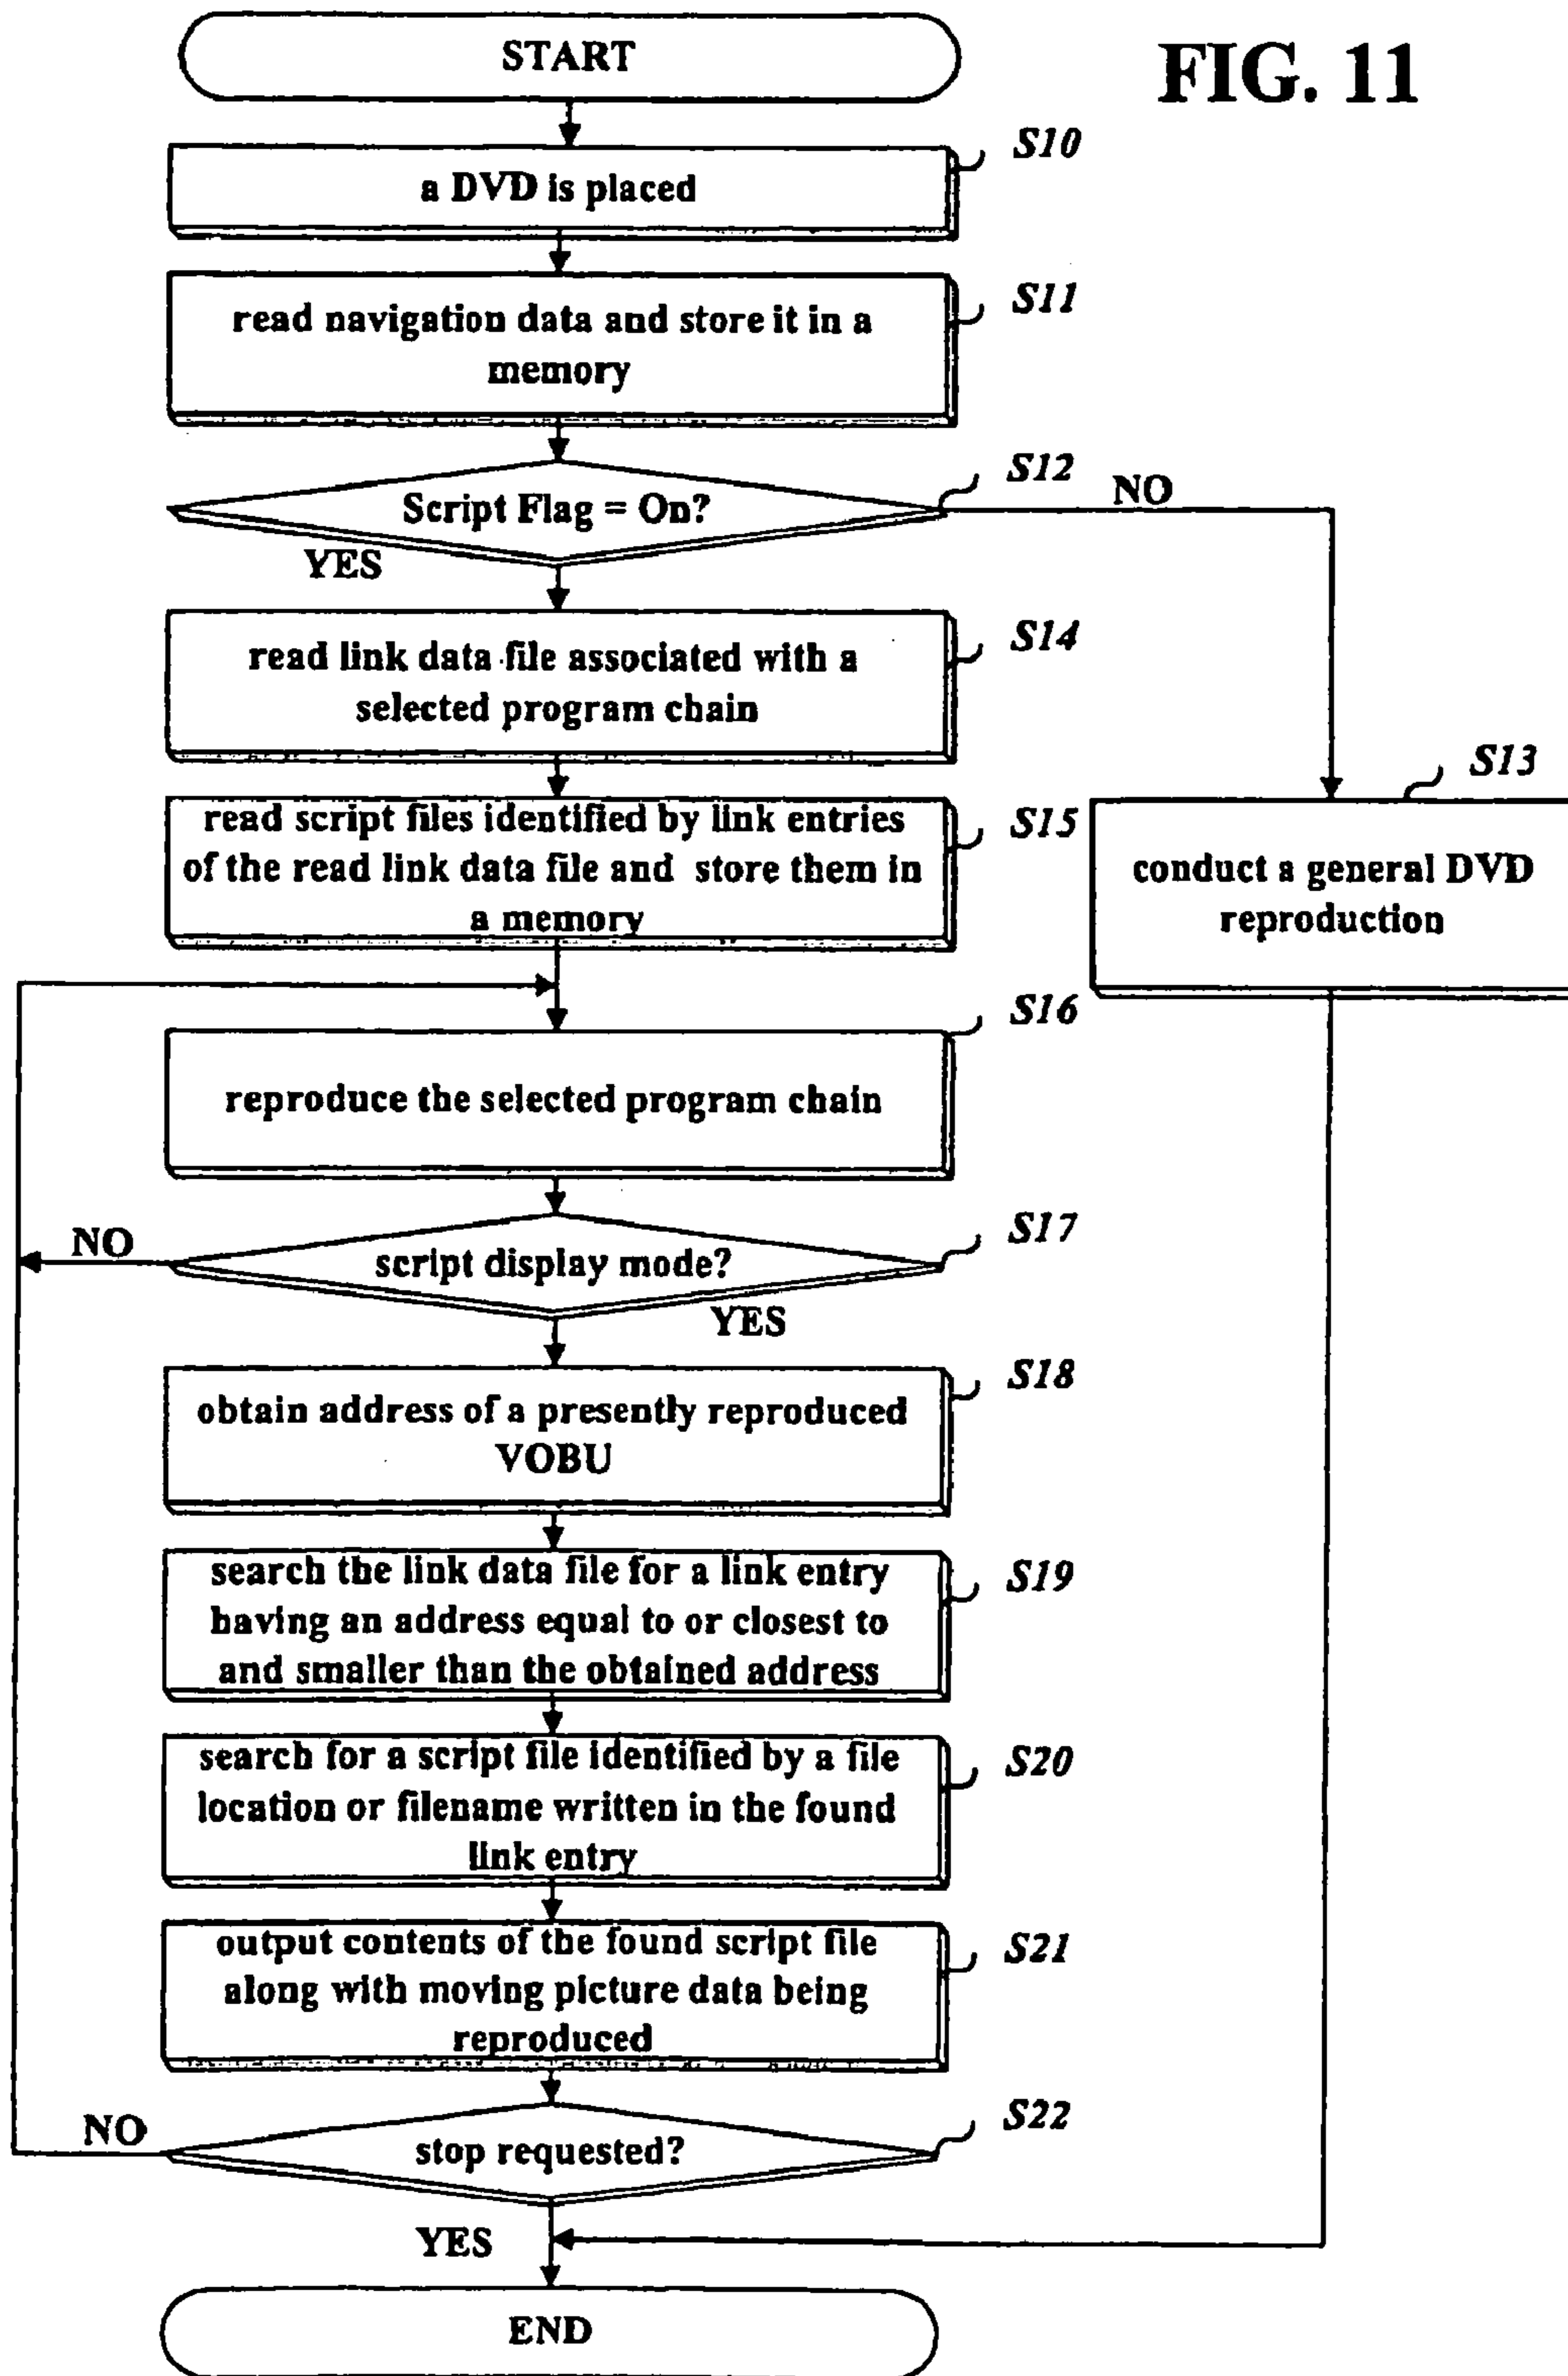 START
FIG. 11
S10
a DVD is placed
S11
read navigation data and store it in a
memory
S12
Script Flag = On?
NO
YES
S14
read link data file associated with a
selected program chain
S13
conduct a general DVD
reproduction
S15
read script files identified by link entries
of the read link data file and store them in
a memory
S16
reproduce the selected program chain
S17
script display mode?
NO
YES
S18
obtain address of a presently reproduced
VOBU
S19
search the link data file for a link entry
having an address equal to or closest to
and smaller than the obtained address
S20
search for a script file identified by a file
location or filename written in the found
link entry
S21
output contents of the found script file
along with moving picture data being
reproduced
S22
stop requested?
NO
YES
END